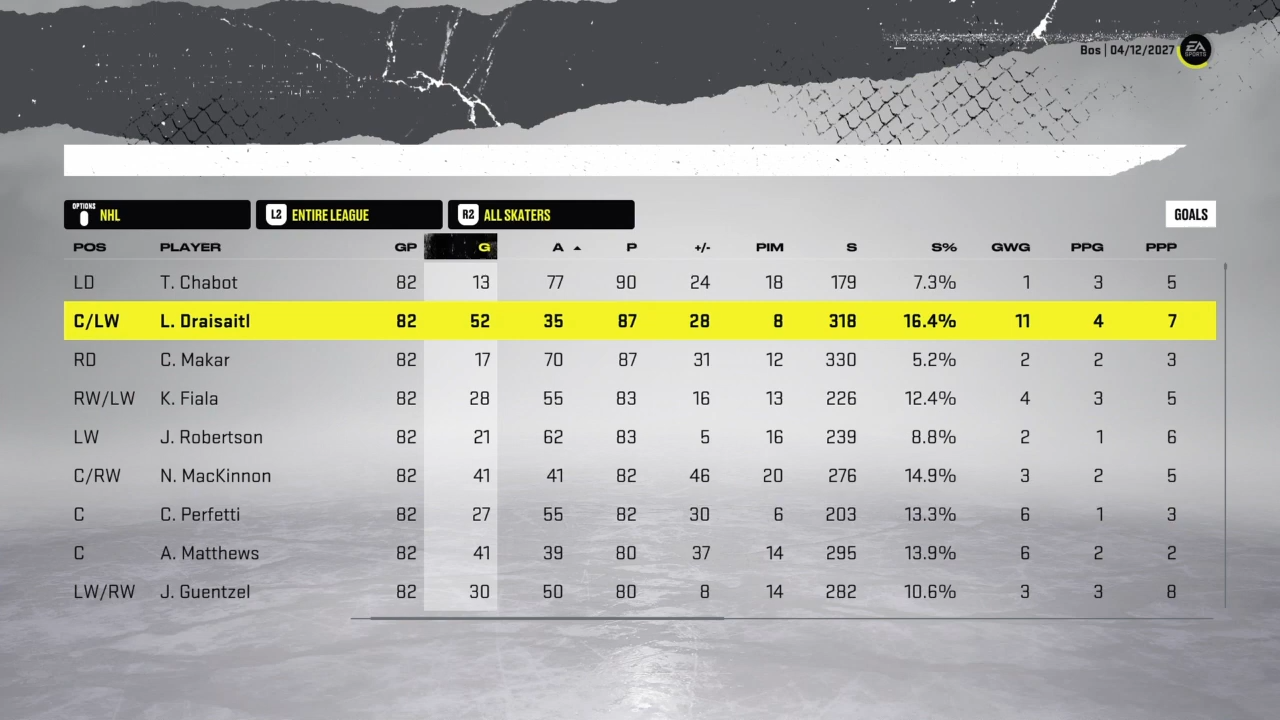 Bos | 04/12/2027 EA SPORTS
OPTIONS NHL L2 ENTIRE LEAGUE R2 ALL SKATERS GOALS
POS PLAYER GP G A P +/- PIM S S% GWG PPG PPP
LD T. Chabot 82 13 77 90 24 18 179 7.3% 1 3 5
C/LW L. Draisaitl 82 52 35 87 28 8 318 16.4% 11 4 7
RD C. Makar 82 17 70 87 31 12 330 5.2% 2 2 3
RW/LW K. Fiala 82 28 55 83 16 13 226 12.4% 4 3 5
LW J. Robertson 82 21 62 83 5 16 239 8.8% 2 1 6
C/RW N. MacKinnon 82 41 41 82 46 20 276 14.9% 3 2 5
C C. Perfetti 82 27 55 82 30 6 203 13.3% 6 1 3
C A. Matthews 82 41 39 80 37 14 295 13.9% 6 2 2
LW/RW J. Guentzel 82 30 50 80 8 14 282 10.6% 3 3 8